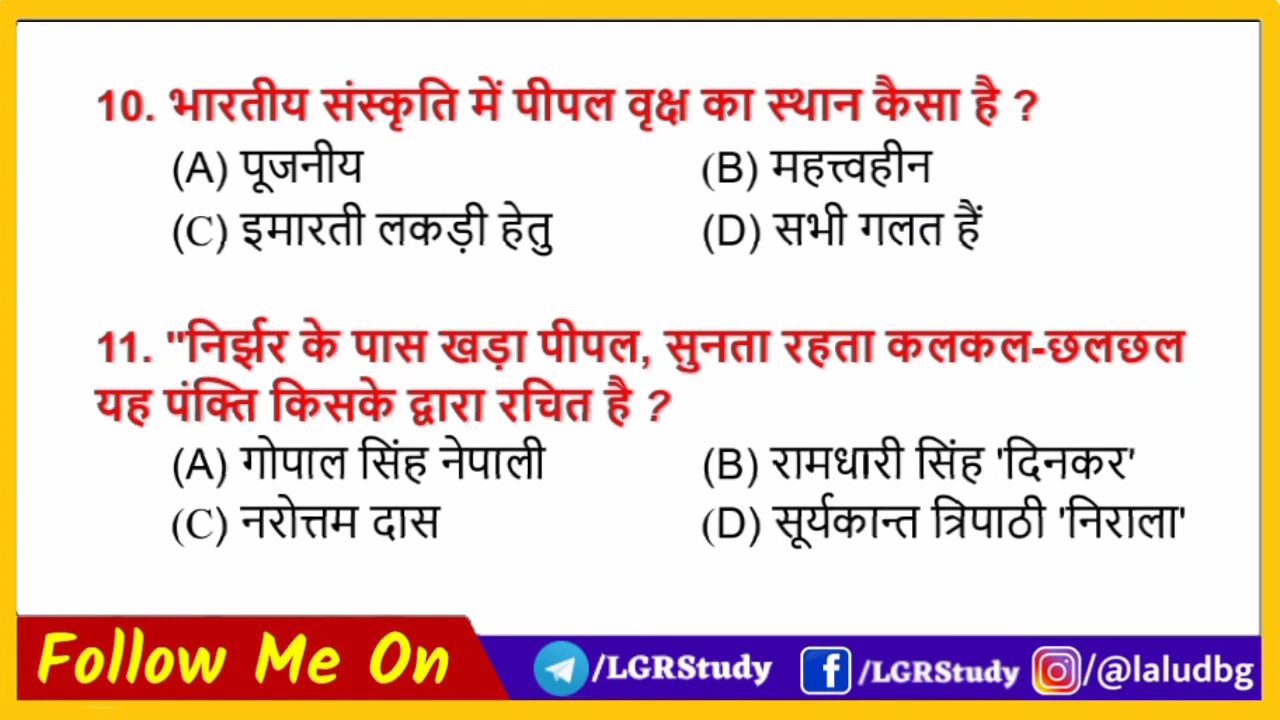 10. भारतीय संस्कृति में पीपल वृक्ष का स्थान कैसा है ?
(A) पूजनीय (B) महत्त्वहीन
(C) इमारती लकड़ी हेतु (D) सभी गलत हैं
11. "निर्झर के पास खड़ा पीपल, सुनता रहता कलकल-छलछल
यह पंक्ति किसके द्वारा रचित है ?
(A) गोपाल सिंह नेपाली (B) रामधारी सिंह 'दिनकर'
(C) नरोत्तम दास (D) सूर्यकान्त त्रिपाठी 'निराला'
Follow Me On /LGRStudy /LGRStudy /@laludbg